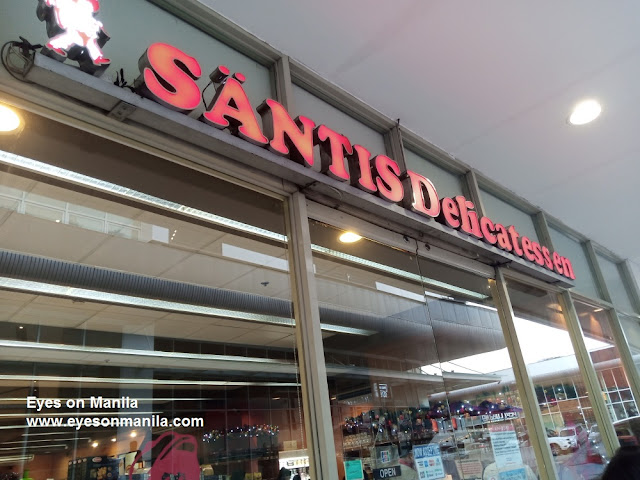 SÄNTIS Delicatessen
OPEN
Eyes on Manila
www.eyesonmanila.com